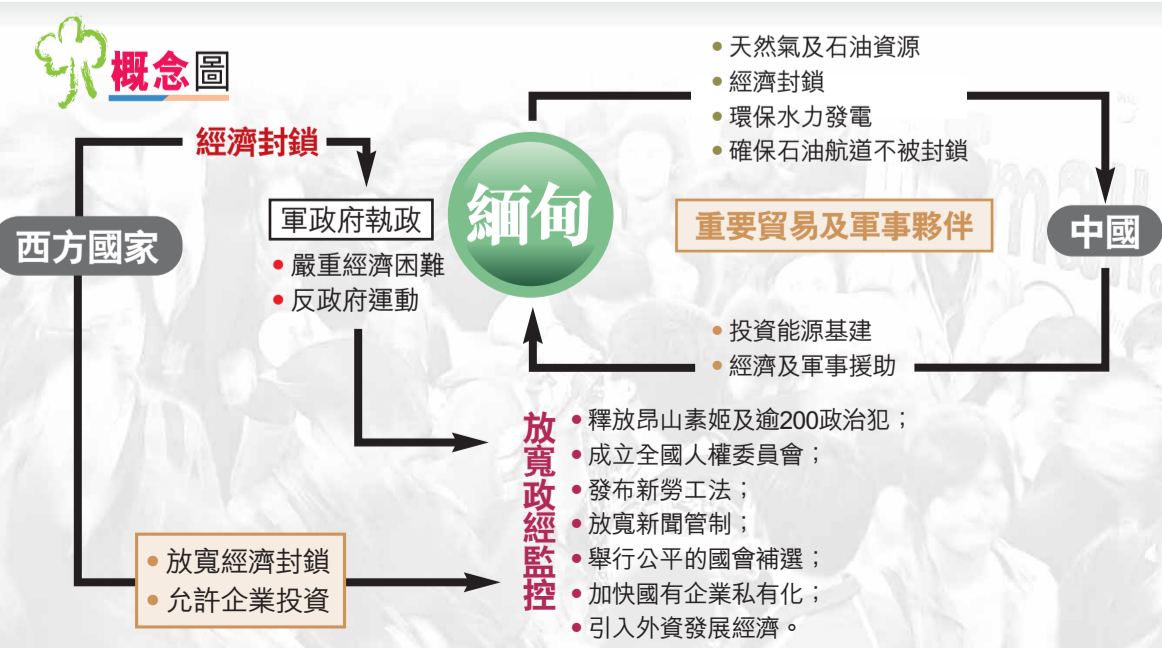 概念圖
天然氣及石油資源
經濟封鎖
環保水力發電
確保石油航道不被封鎖
經濟封鎖
西方國家
軍政府執政
嚴重經濟困難
反政府運動
緬甸
重要貿易及軍事夥伴
中國
投資能源基建
經濟及軍事援助
放寬政經監控
釋放昂山素姬及逾200政治犯；
成立全國人權委員會；
發布新勞工法；
放寬新聞管制；
舉行公平的國會補選；
加快國有企業私有化；
引入外資發展經濟。
放寬經濟封鎖
允許企業投資